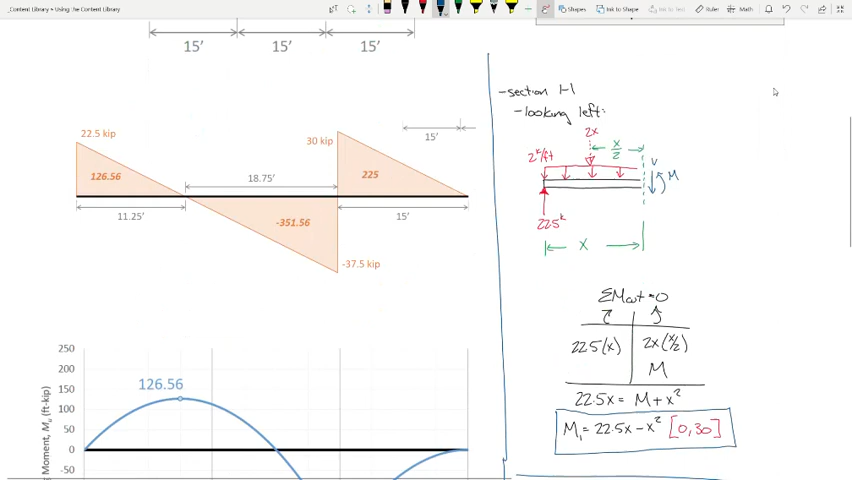 _Content Library • Using the Content Library
Shapes
Ink to Shape
Ink to Text
Ruler
Math
15' 15' 15'
22.5 kip
126.56
11.25'
18.75'
-351.56
-37.5 kip
30 kip
225
15'
15'
250
200
150
100
50
0
-50
Moment, Mu (ft-kip)
126.56
-section 1-1
-looking left:
2x
x/2
2k/ft
V
M
22.5k
x
ΣMcut=0
22.5(x) 2x(x/2)
M
22.5x = M + x²
M₁ = 22.5x - x² [0,30]